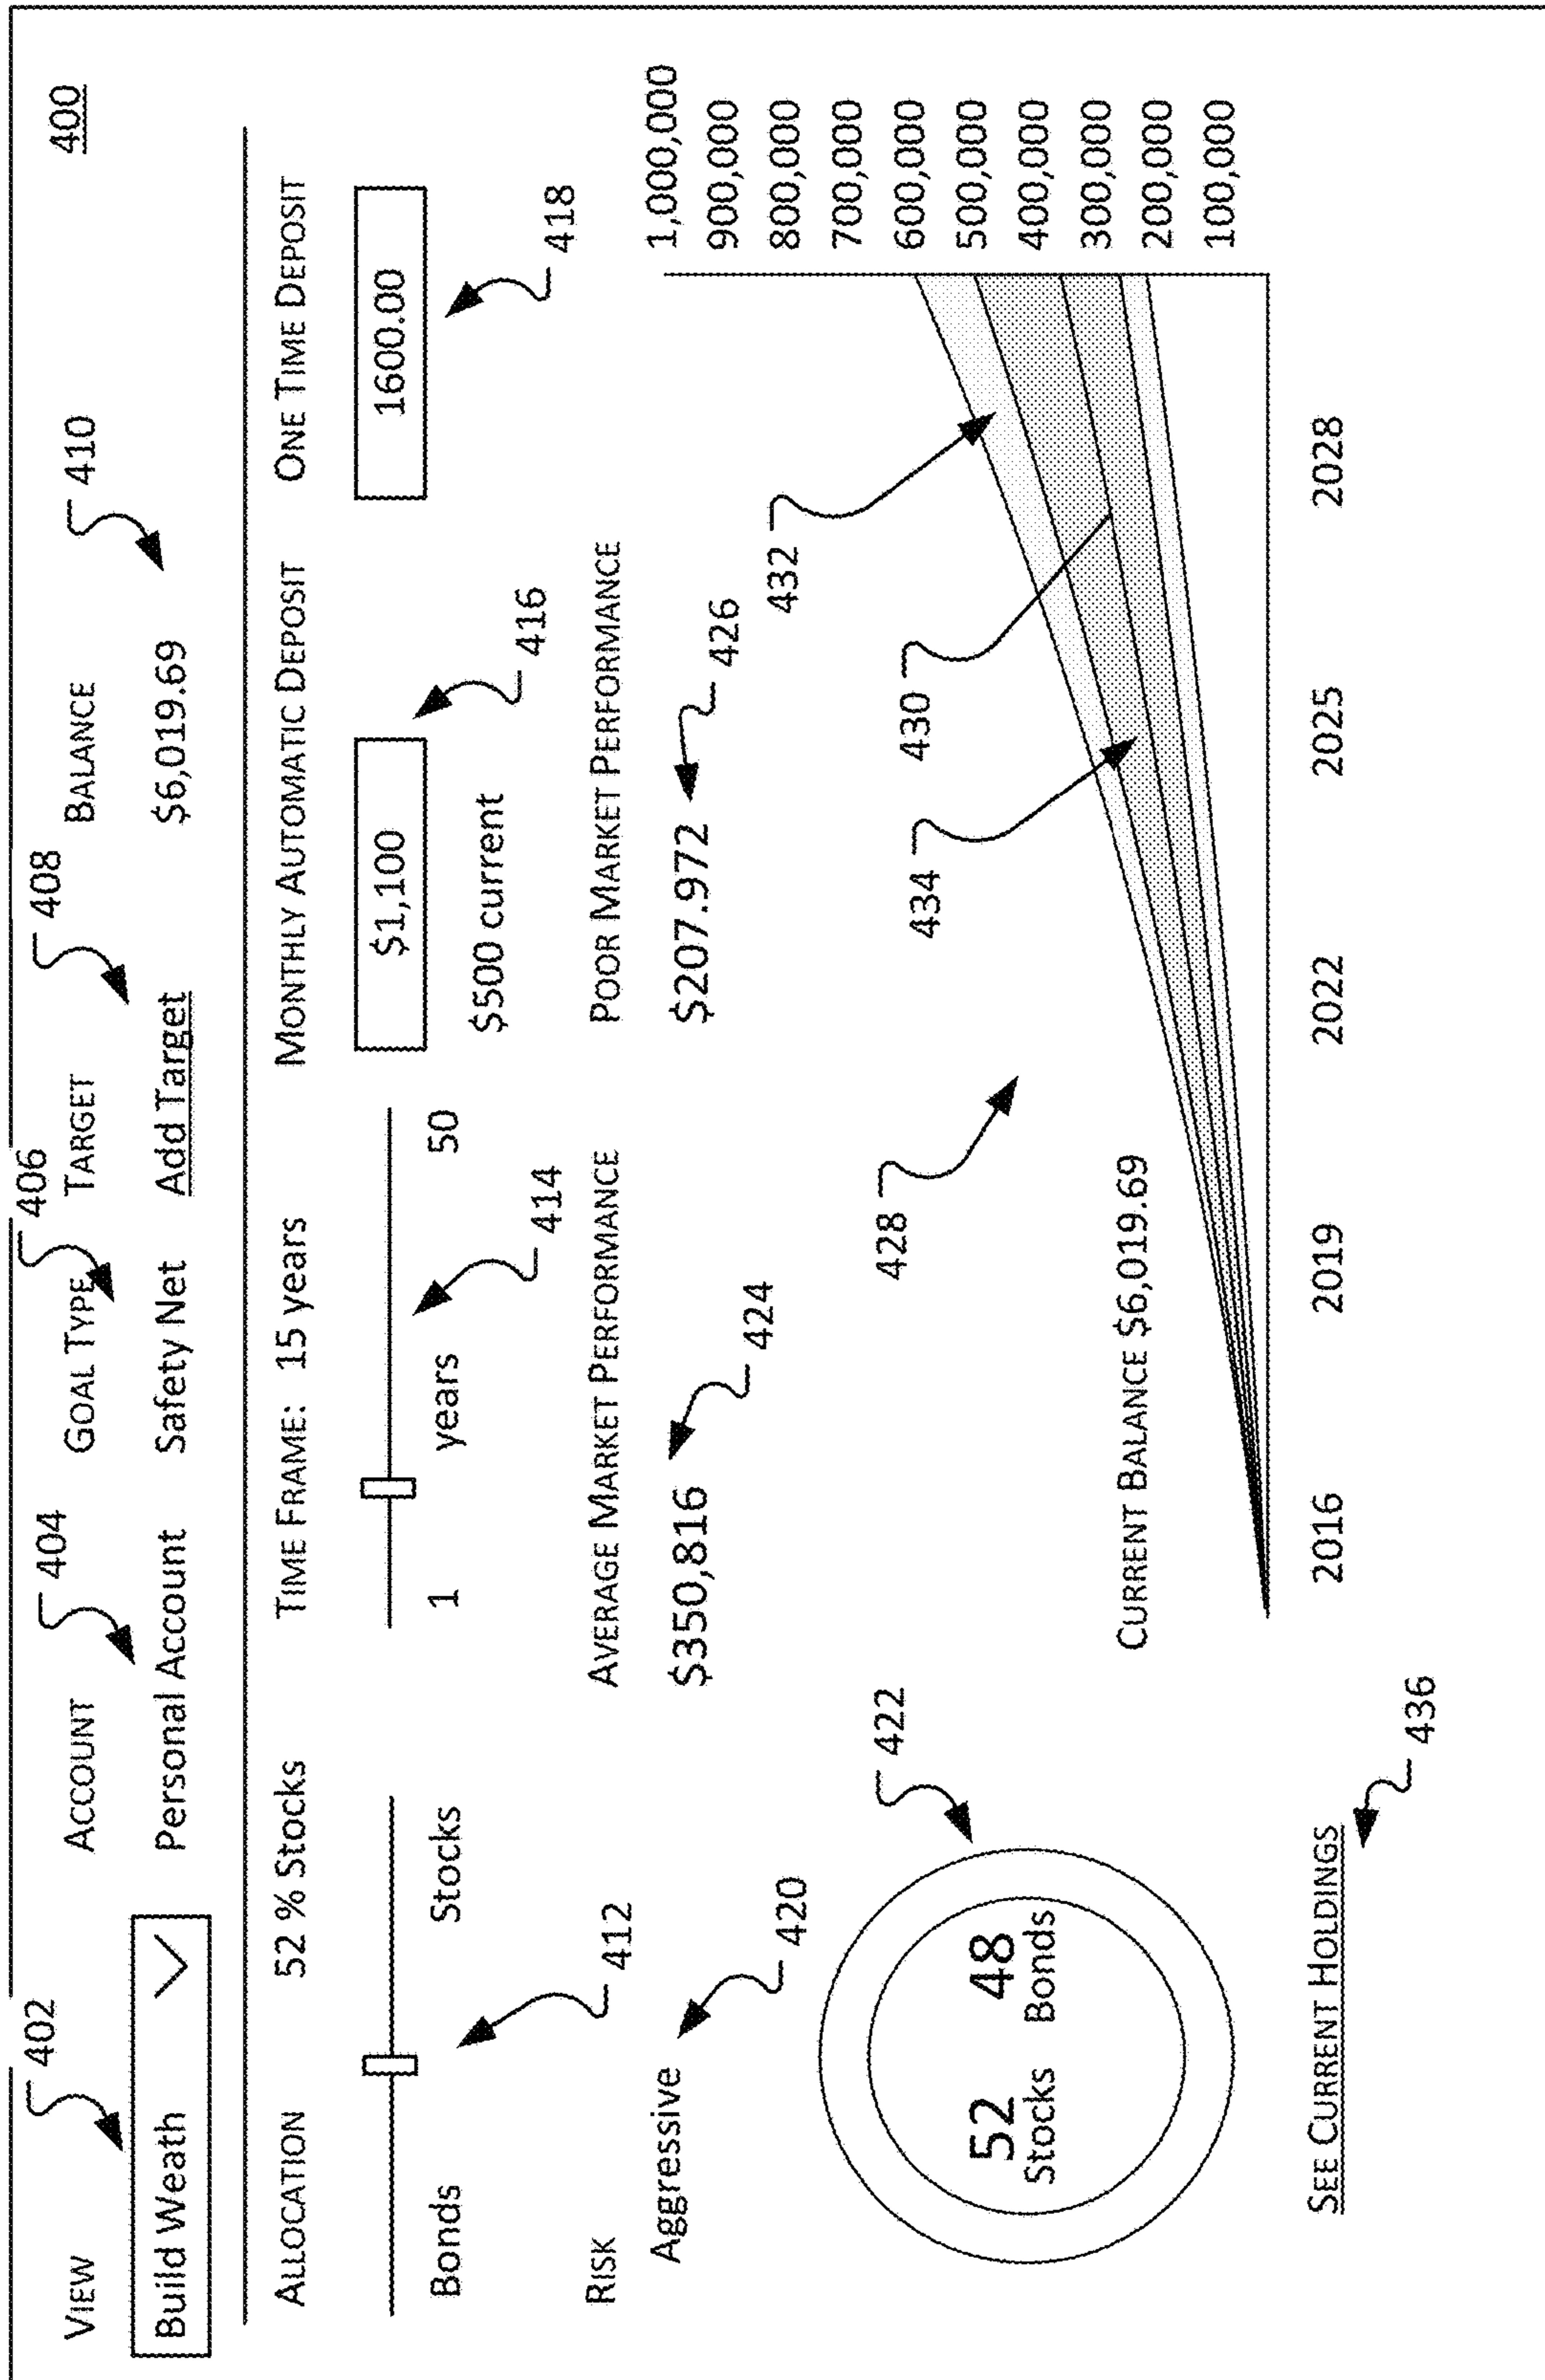 400
402
404
406
408
410
VIEW
ACCOUNT
GOAL TYPE
TARGET
BALANCE
Build Weath
Personal Account
Safety Net
Add Target
$6,019.69
ALLOCATION 52 % Stocks
TIME FRAME: 15 years
MONTHLY AUTOMATIC DEPOSIT
ONE TIME DEPOSIT
$1,100
1600.00
Bonds Stocks
1 years 50
$500 current
412
414
416
418
RISK
AVERAGE MARKET PERFORMANCE
POOR MARKET PERFORMANCE
Aggressive
$350,816
$207.972
420
424
426
422
52 48
Stocks Bonds
428
434
430
432
1,000,000
900,000
800,000
700,000
600,000
500,000
400,000
300,000
200,000
100,000
CURRENT BALANCE $6,019.69
SEE CURRENT HOLDINGS
2016 2019 2022 2025 2028
436